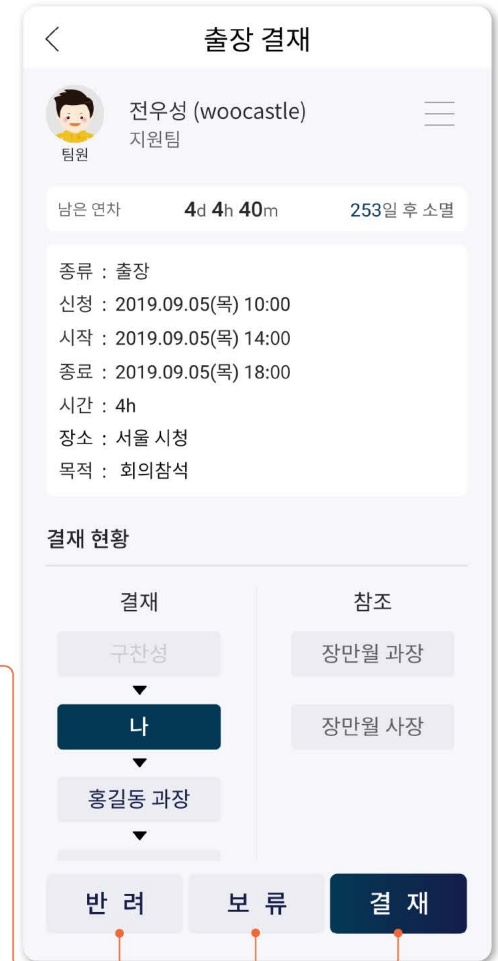 출장 결재
전우성 (woocastle)
지원팀
팀원
남은 연차 4d 4h 40m 253일 후 소멸
종류 : 출장
신청 : 2019.09.05(목) 10:00
시작 : 2019.09.05(목) 14:00
종료 : 2019.09.05(목) 18:00
시간 : 4h
장소 : 서울 시청
목적 : 회의참석
결재 현황
결재 참조
구찬성 장만월 과장
나 장만월 사장
홍길동 과장
반 려 보 류 결 재